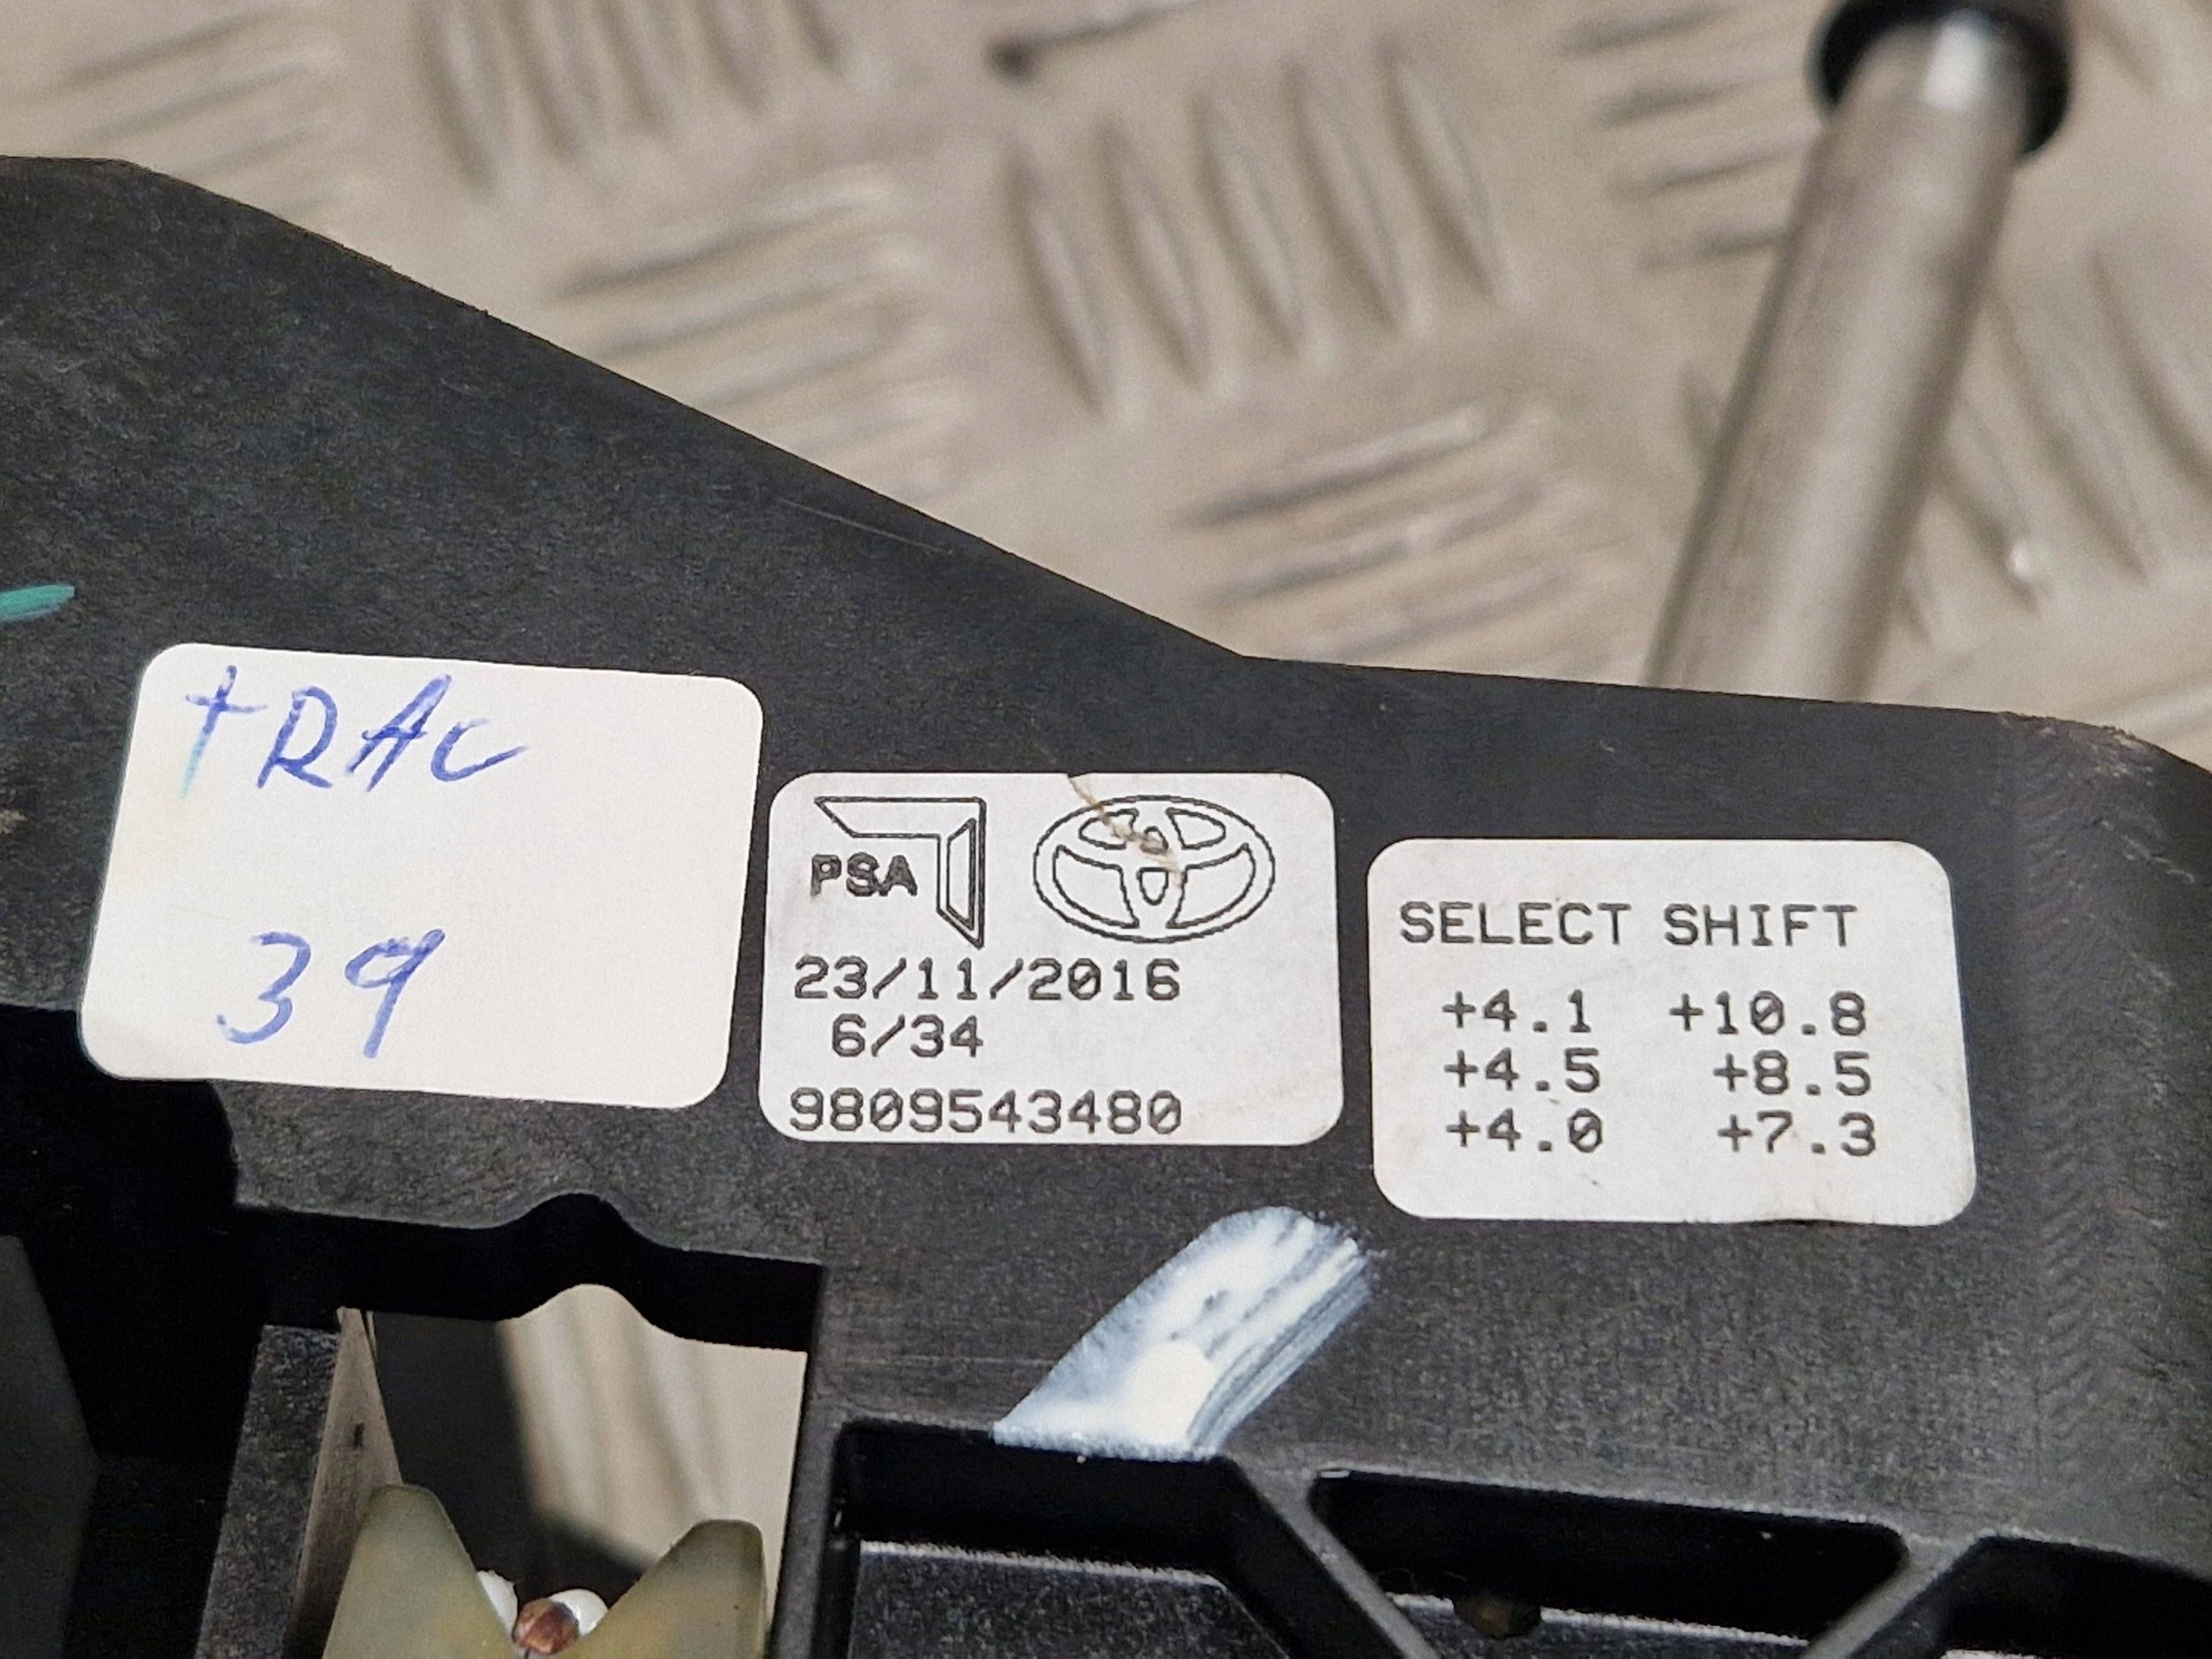 tRAC
39
PSA
23/11/2016
6/34
9809543480
SELECT SHIFT
+4.1 +10.8
+4.5 +8.5
+4.0 +7.3